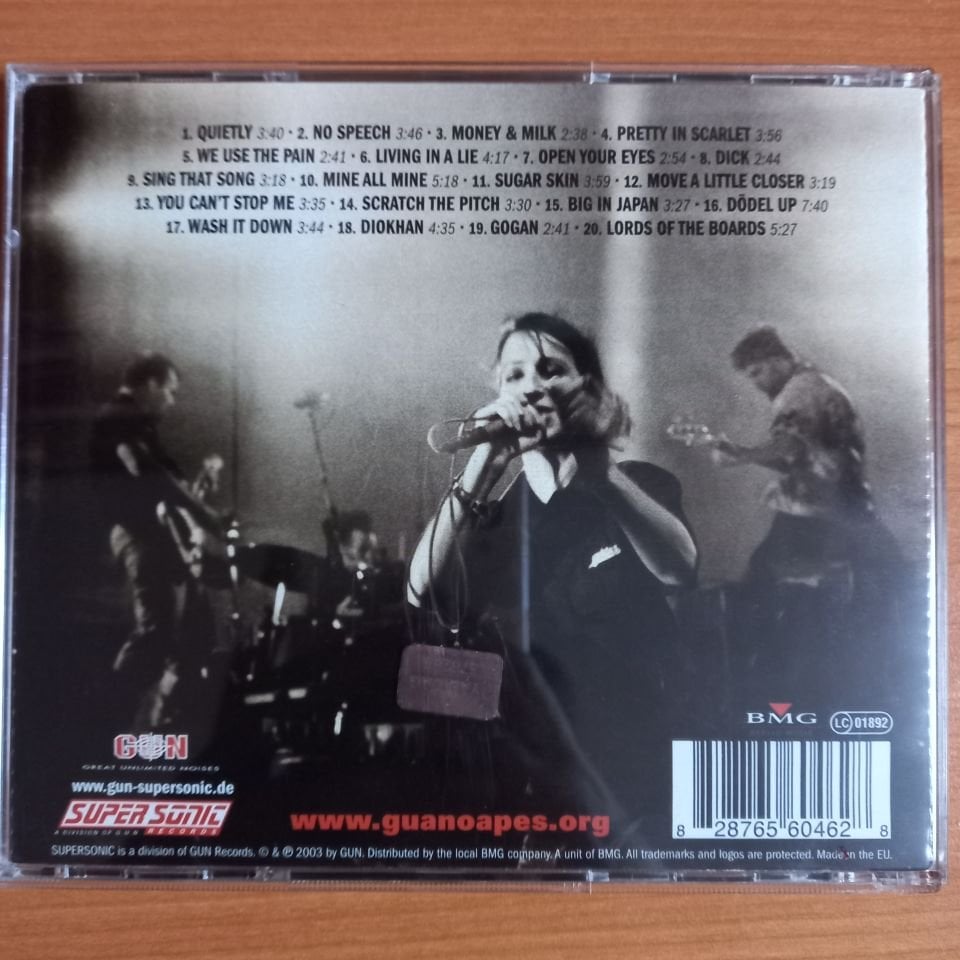 1. QUIETLY 3:40 · 2. NO SPEECH 3:46 · 3. MONEY & MILK 2:38 · 4. PRETTY IN SCARLET 3:56
5. WE USE THE PAIN 2:41 · 6. LIVING IN A LIE 4:17 · 7. OPEN YOUR EYES 2:54 · 8. DICK 2:44
9. SING THAT SONG 3:18 · 10. MINE ALL MINE 5:18 · 11. SUGAR SKIN 3:59 · 12. MOVE A LITTLE CLOSER 3:19
13. YOU CAN'T STOP ME 3:35 · 14. SCRATCH THE PITCH 3:30 · 15. BIG IN JAPAN 3:27 · 16. DÖDEL UP 7:40
17. WASH IT DOWN 3:44 · 18. DIOKHAN 4:35 · 19. GOGAN 2:41 · 20. LORDS OF THE BOARDS 5:27
BMG
LC 01892
GUN
GREAT UNLIMITED NOISES
www.gun-supersonic.de
SUPERSONIC
A DIVISION OF G.U.N. RECORDS
www.guanoapes.org
8 28765 60462 8
SUPERSONIC is a division of GUN Records. © & ℗ 2003 by GUN. Distributed by the local BMG company. A unit of BMG. All trademarks and logos are protected. Made in the EU.